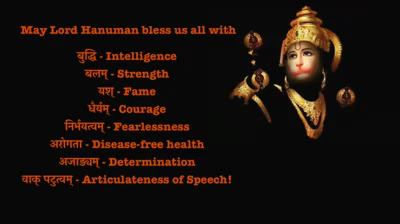 May Lord Hanuman bless us all with
बुद्धि - Intelligence
बलम् - Strength
यश् - Fame
धैर्यम् - Courage
निर्भयत्वम् - Fearlessness
अरोगता - Disease-free health
अजाड्यम् - Determination
वाक् पटुत्वम् - Articulateness of Speech!